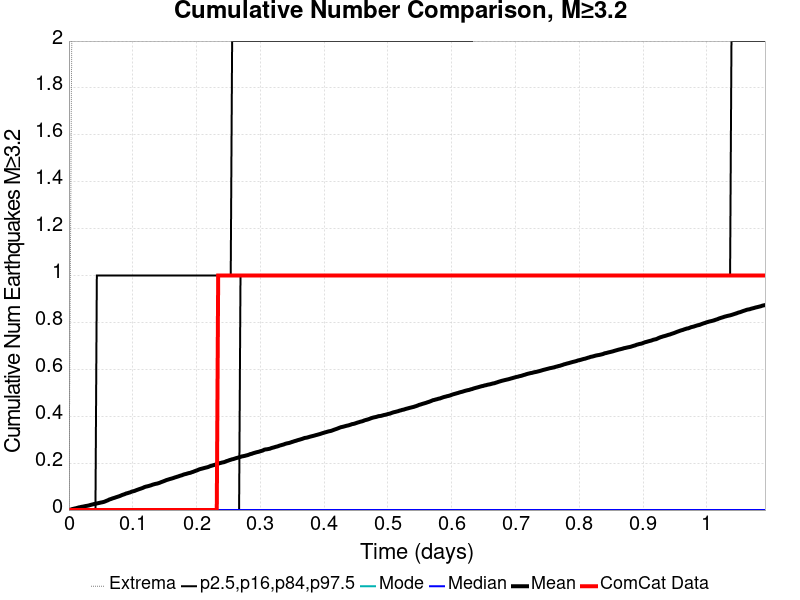 Cumulative Number Comparison, M≥3.2
Cumulative Num Earthquakes M≥3.2
2
1.8
1.6
1.4
1.2
1
0.8
0.6
0.4
0.2
0
0 0.1 0.2 0.3 0.4 0.5 0.6 0.7 0.8 0.9 1
Time (days)
Extrema p2.5,p16,p84,p97.5 Mode Median Mean ComCat Data